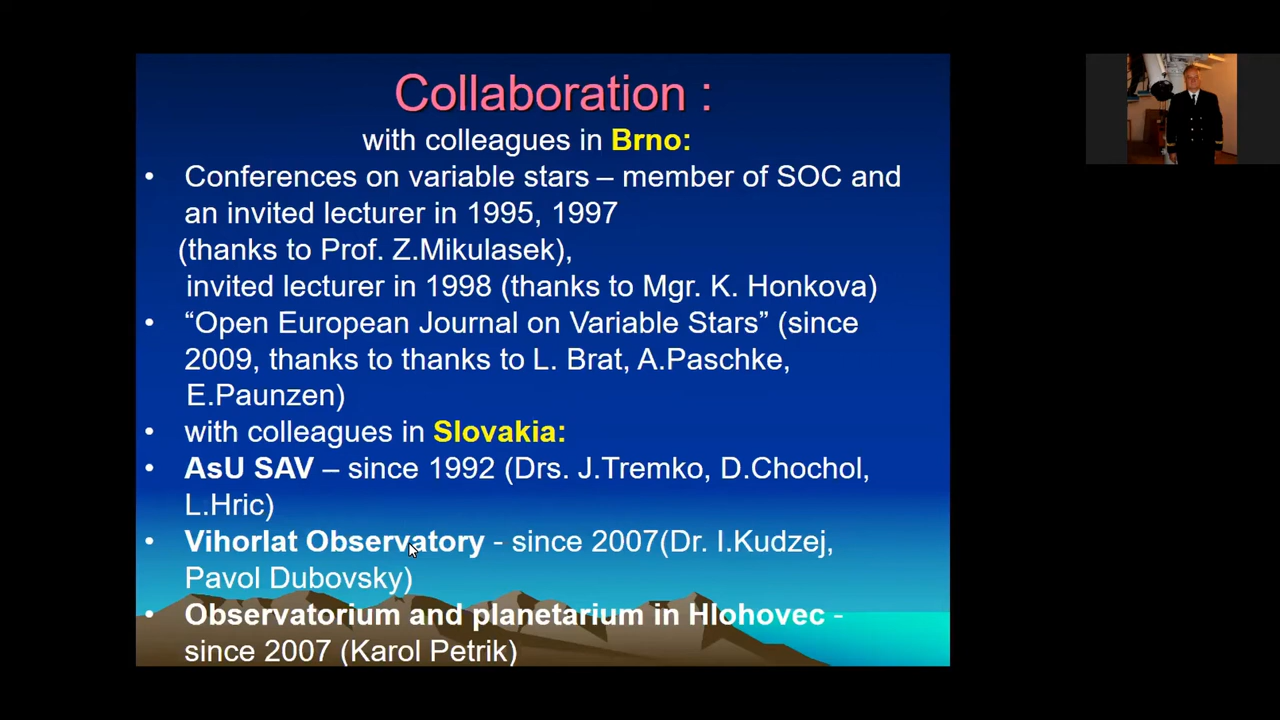 Collaboration :
with colleagues in Brno:
• Conferences on variable stars – member of SOC and
an invited lecturer in 1995, 1997
(thanks to Prof. Z.Mikulasek),
invited lecturer in 1998 (thanks to Mgr. K. Honkova)
• “Open European Journal on Variable Stars” (since
2009, thanks to thanks to L. Brat, A.Paschke,
E.Paunzen)
• with colleagues in Slovakia:
• AsU SAV – since 1992 (Drs. J.Tremko, D.Chochol,
L.Hric)
• Vihorlat Observatory - since 2007(Dr. I.Kudzej,
Pavol Dubovsky)
• Observatorium and planetarium in Hlohovec -
since 2007 (Karol Petrik)